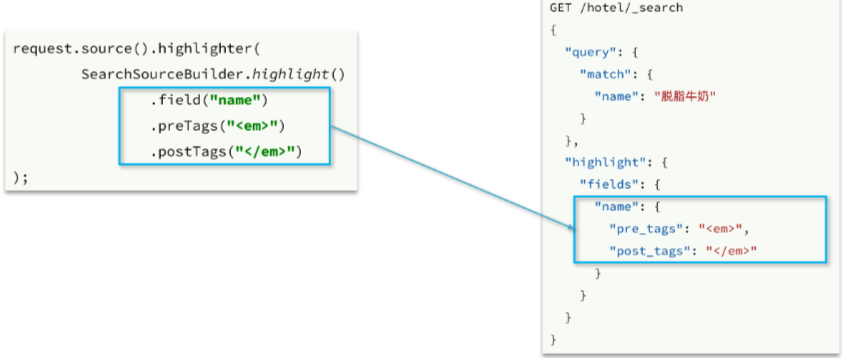 request.source().highlighter(
SearchSourceBuilder.highlight()
.field("name")
.preTags("<em>")
.postTags("</em>")
);
GET /hotel/_search
{
"query": {
"match": {
"name": "脱脂牛奶"
}
},
"highlight": {
"fields": {
"name": {
"pre_tags": "<em>",
"post_tags": "</em>"
}
}
}
}